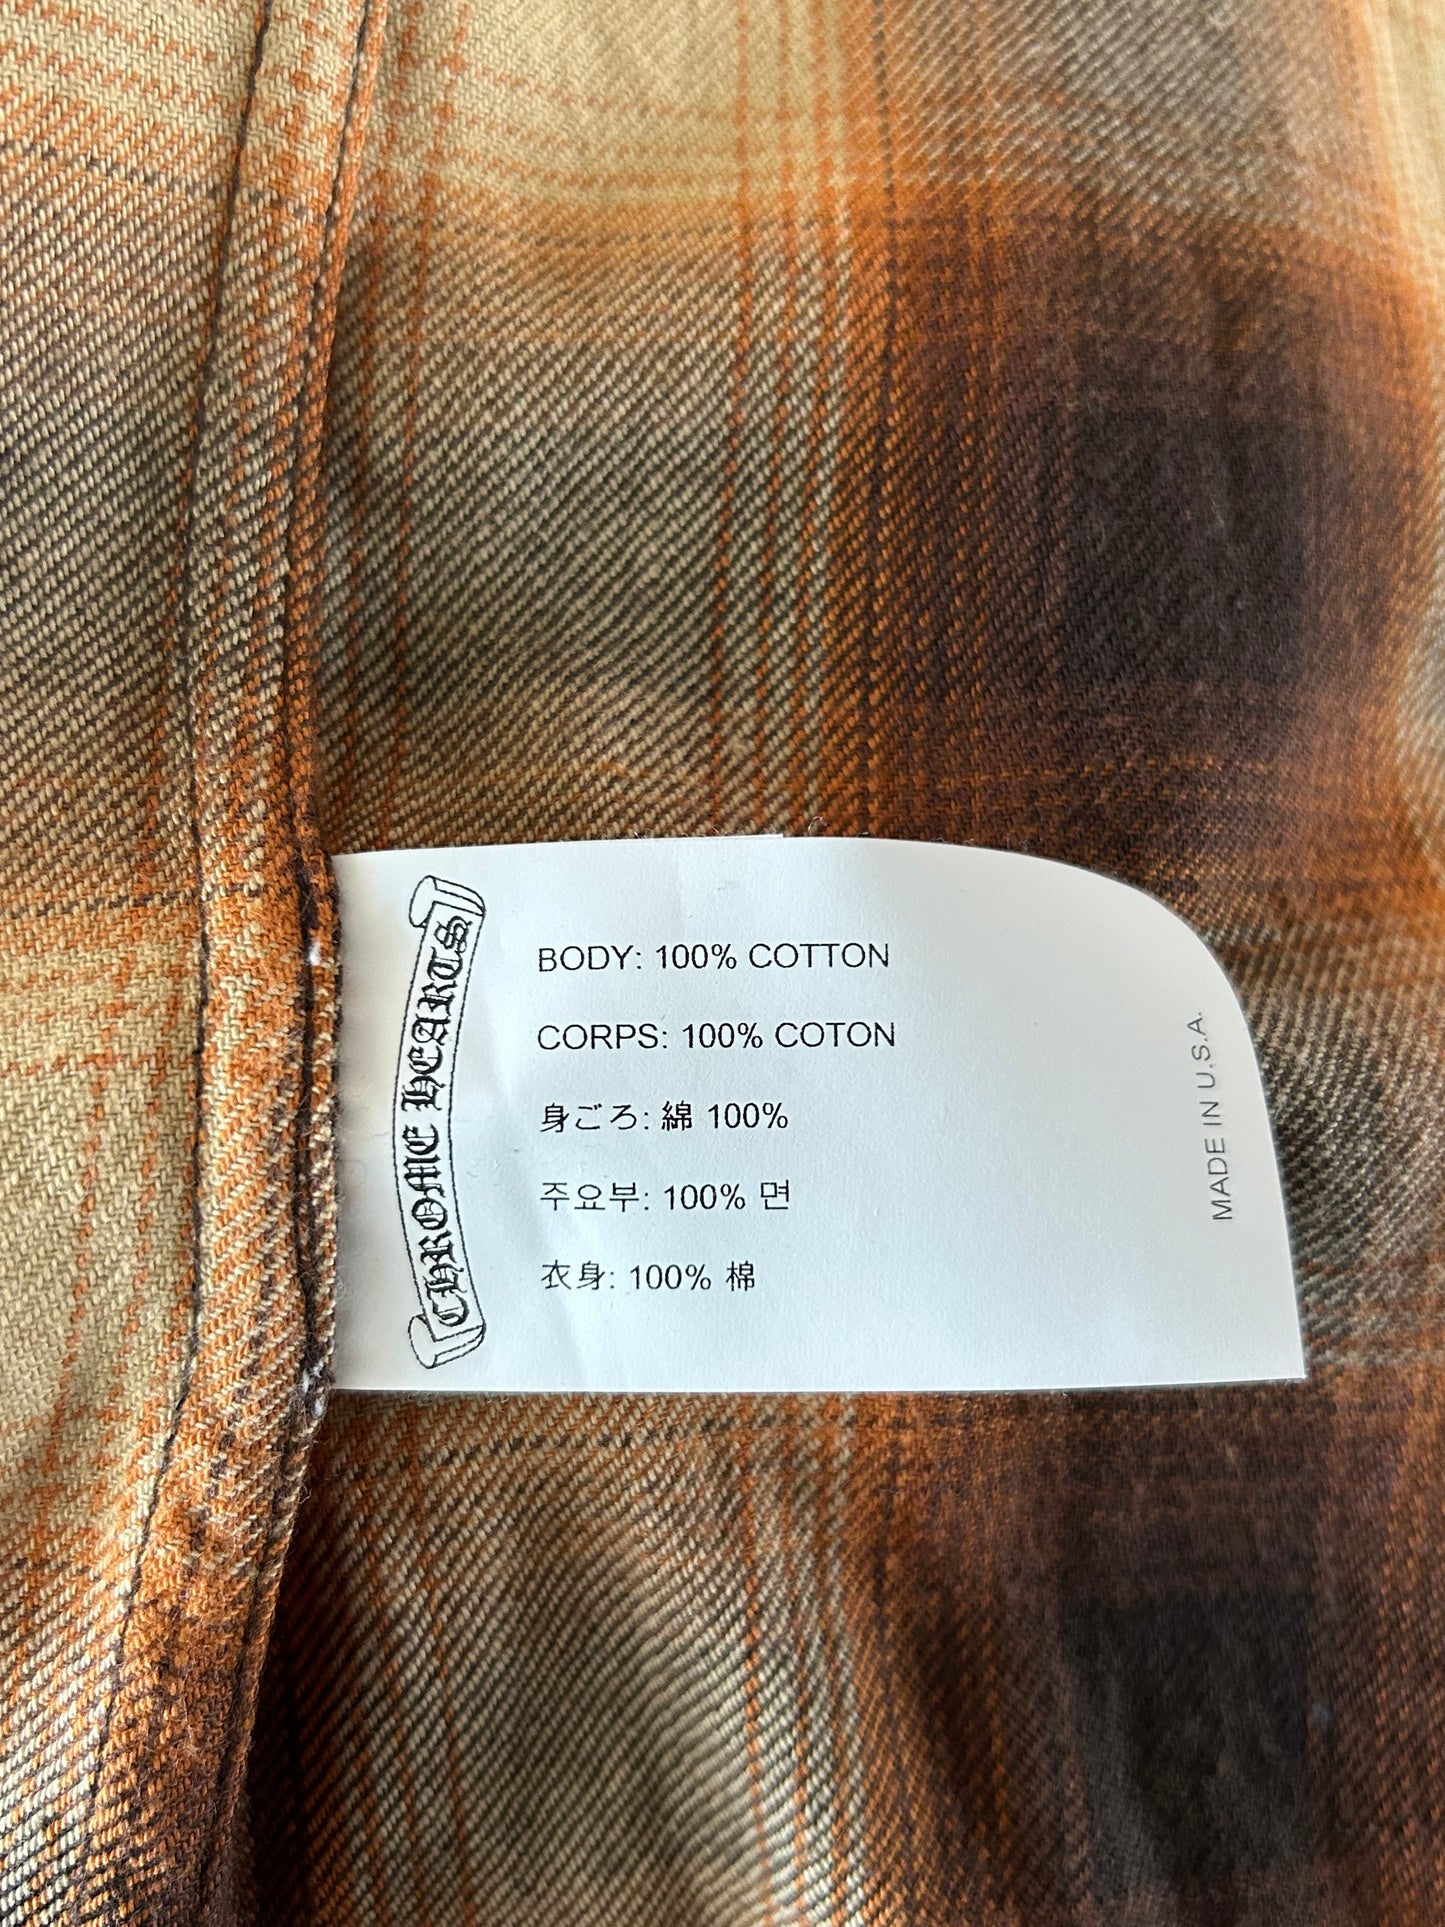 CHROME HEARTS
BODY: 100% COTTON
CORPS: 100% COTON
身ごろ: 綿 100%
주요부: 100% 면
衣身: 100% 棉
MADE IN U.S.A.